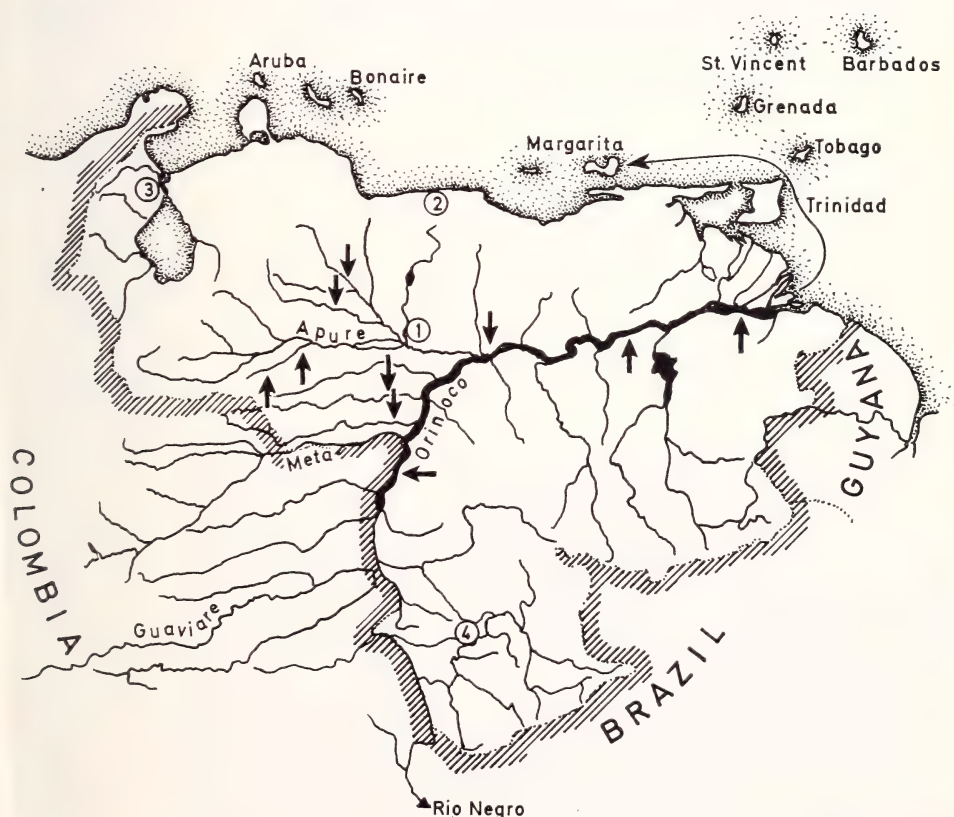 Aruba
Bonaire
St. Vincent
Barbados
Grenada
Margarita
Tobago
Trinidad
3
2
Apure
1
Orinoco
Meta
GUYANA
COLOMBIA
Guaviare
4
BRAZIL
Rio Negro